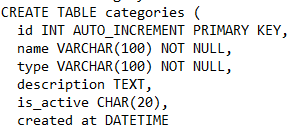 CREATE TABLE categories (
id INT AUTO_INCREMENT PRIMARY KEY,
name VARCHAR(100) NOT NULL,
type VARCHAR(100) NOT NULL,
description TEXT,
is_active CHAR(20),
created at DATETIME